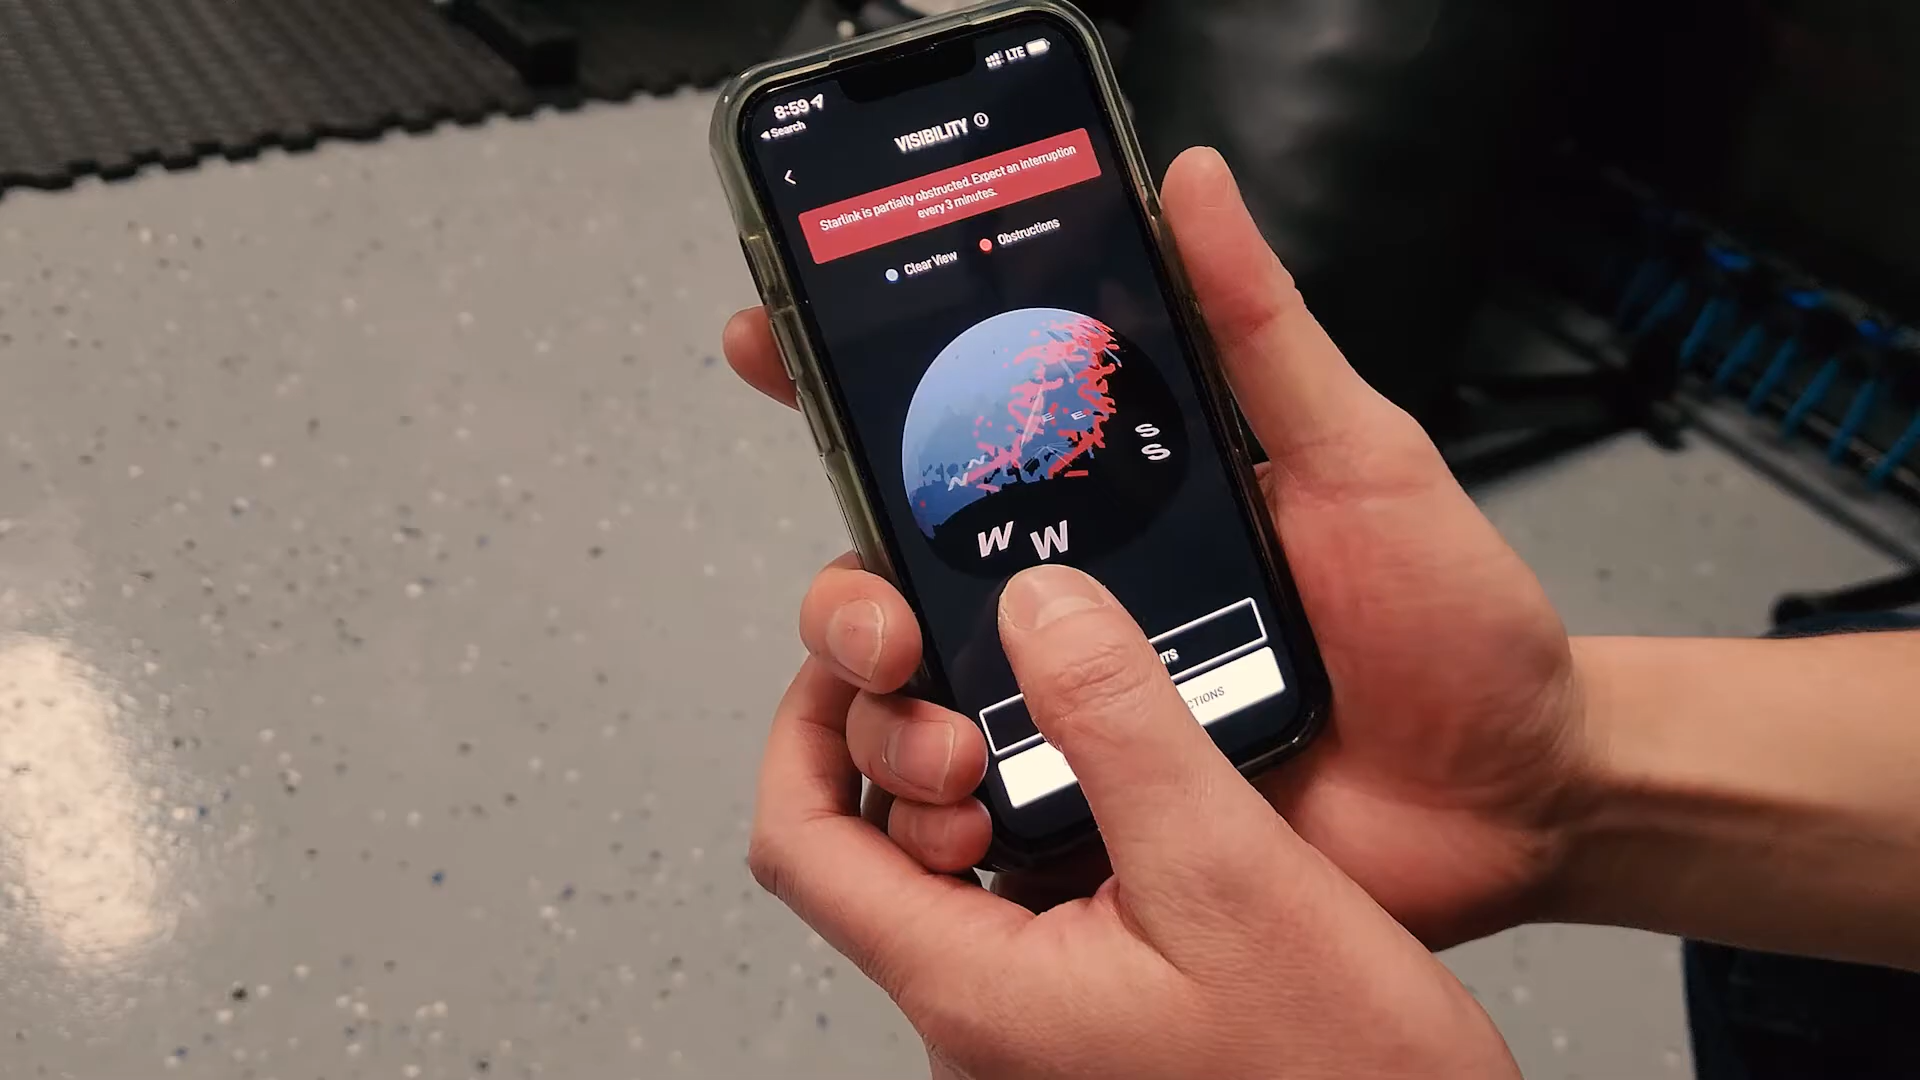 8:59
LTE
Search
VISIBILITY
Starlink is partially obstructed. Expect an interruption
every 3 minutes.
Clear View
Obstructions
E E
S
S
N
N
W W